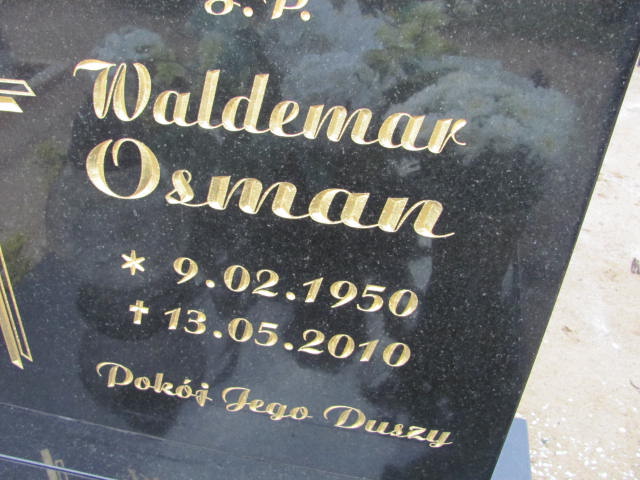 Ś. P.
Waldemar
Osman
* 9.02.1950
† 13.05.2010
Pokój Jego Duszy